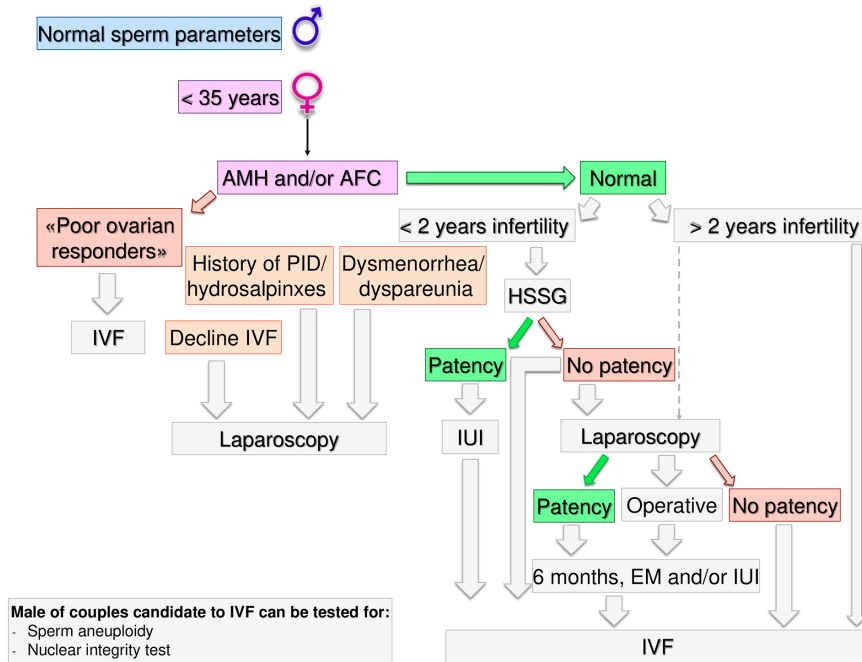 Normal sperm parameters
< 35 years
AMH and/or AFC
Normal
«Poor ovarian
responders»
< 2 years infertility
> 2 years infertility
History of PID/
hydrosalpinxes
Dysmenorrhea/
dyspareunia
HSSG
IVF
Decline IVF
Patency
No patency
Laparoscopy
IUI
Laparoscopy
Patency
Operative
No patency
6 months, EM and/or IUI
Male of couples candidate to IVF can be tested for:
- Sperm aneuploidy
- Nuclear integrity test
IVF